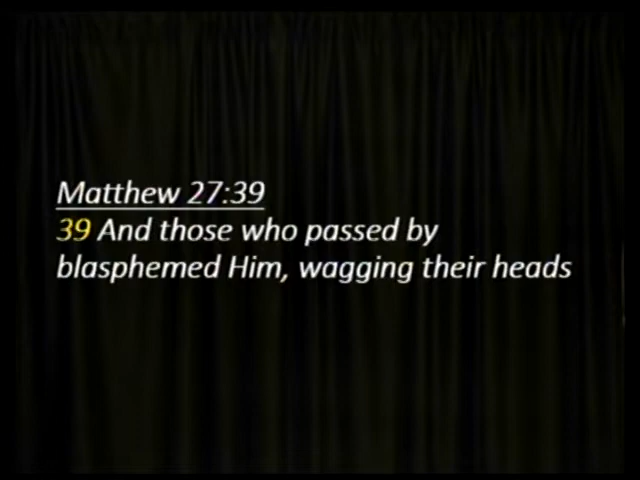 Matthew 27:39
39 And those who passed by
blasphemed Him, wagging their heads